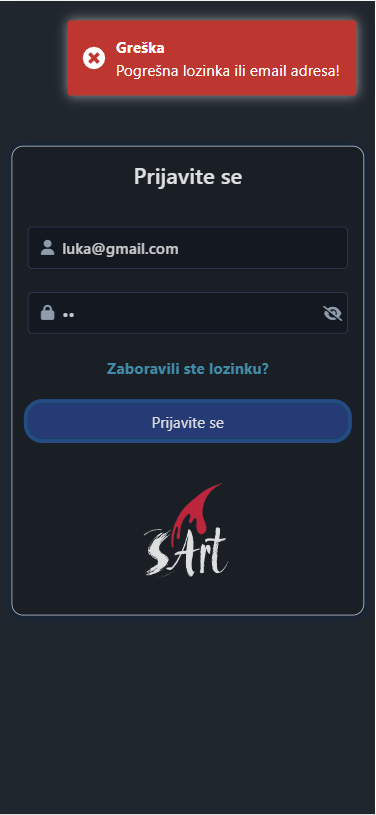 Greška
Pogrešna lozinka ili email adresa!
Prijavite se
luka@gmail.com
••
Zaboravili ste lozinku?
Prijavite se
SArt